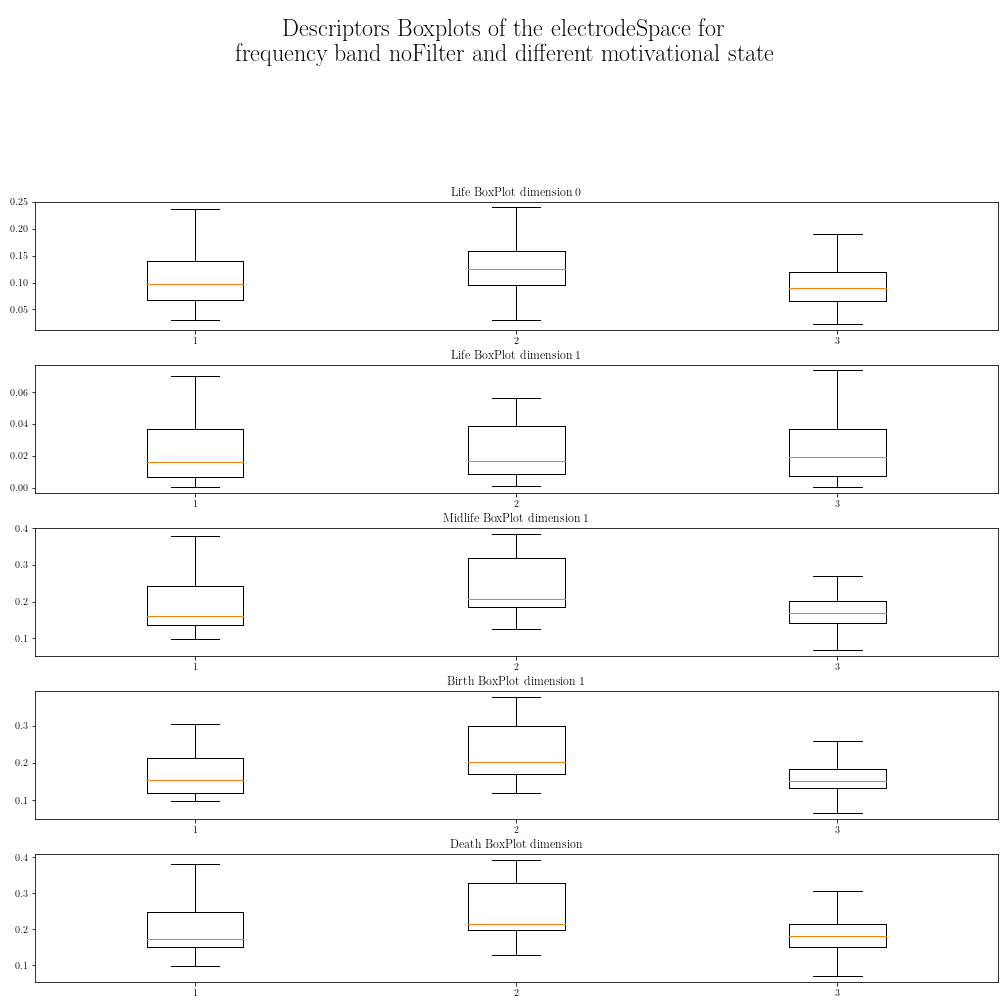 Descriptors Boxplots of the electrodeSpace for
frequency band noFilter and different motivational state
Life BoxPlot dimension 0
0.25
0.20
0.15
0.10
0.05
1 2 3
Life BoxPlot dimension 1
0.06
0.04
0.02
0.00
1 2 3
Midlife BoxPlot dimension 1
0.4
0.3
0.2
0.1
1 2 3
Birth BoxPlot dimension 1
0.3
0.2
0.1
1 2 3
Death BoxPlot dimension
0.4
0.3
0.2
0.1
1 2 3